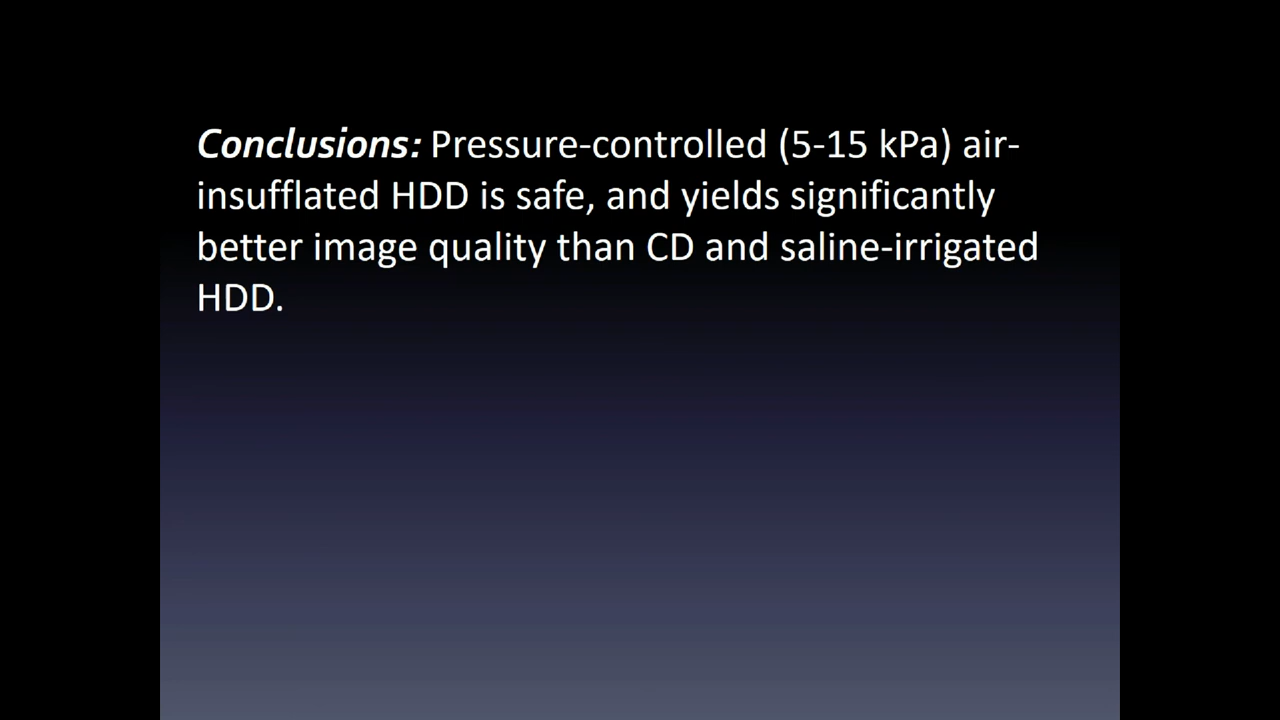 Conclusions: Pressure-controlled (5-15 kPa) air-
insufflated HDD is safe, and yields significantly
better image quality than CD and saline-irrigated
HDD.